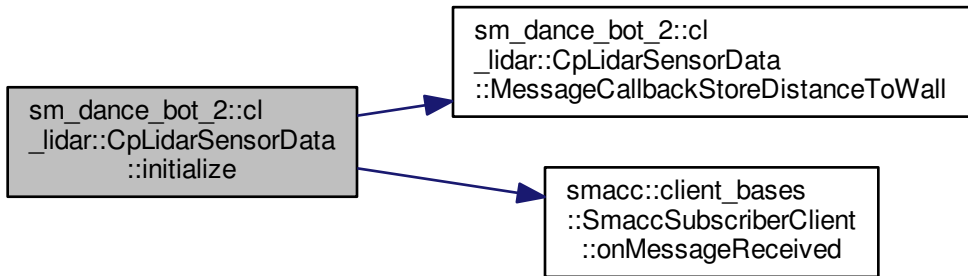 sm_dance_bot_2::cl
_lidar::CpLidarSensorData
::initialize
sm_dance_bot_2::cl
_lidar::CpLidarSensorData
::MessageCallbackStoreDistanceToWall
smacc::client_bases
::SmaccSubscriberClient
::onMessageReceived